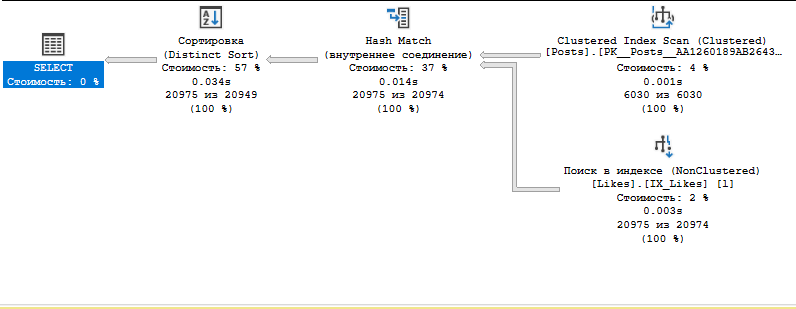 SELECT
Стоимость: 0 %
Сортировка
(Distinct Sort)
Стоимость: 57 %
0.034s
20975 из 20949
(100 %)
Hash Match
(внутреннее соединение)
Стоимость: 37 %
0.014s
20975 из 20974
(100 %)
Clustered Index Scan (Clustered)
[Posts].[PK__Posts__AA1260189AB2643…
Стоимость: 4 %
0.001s
6030 из 6030
(100 %)
Поиск в индексе (NonClustered)
[Likes].[IX_Likes] [l]
Стоимость: 2 %
0.003s
20975 из 20974
(100 %)